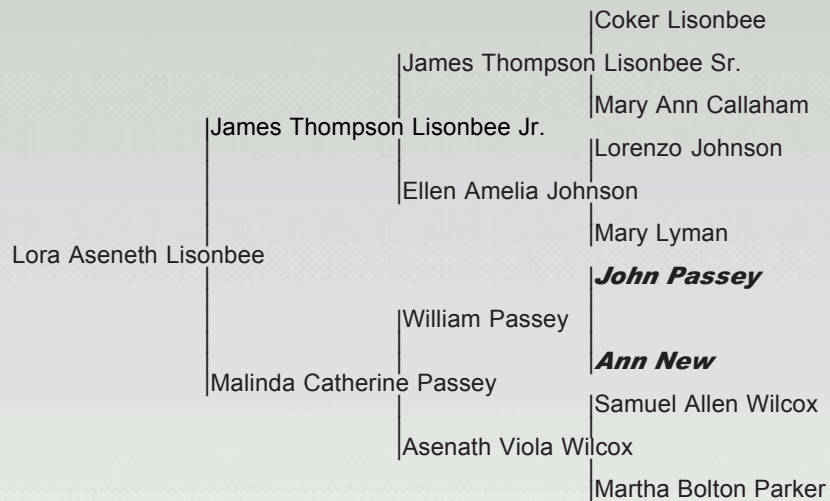 Coker Lisonbee
James Thompson Lisonbee Sr.
Mary Ann Callaham
James Thompson Lisonbee Jr.
Lorenzo Johnson
Ellen Amelia Johnson
Mary Lyman
Lora Aseneth Lisonbee
John Passey
William Passey
Ann New
Malinda Catherine Passey
Samuel Allen Wilcox
Asenath Viola Wilcox
Martha Bolton Parker